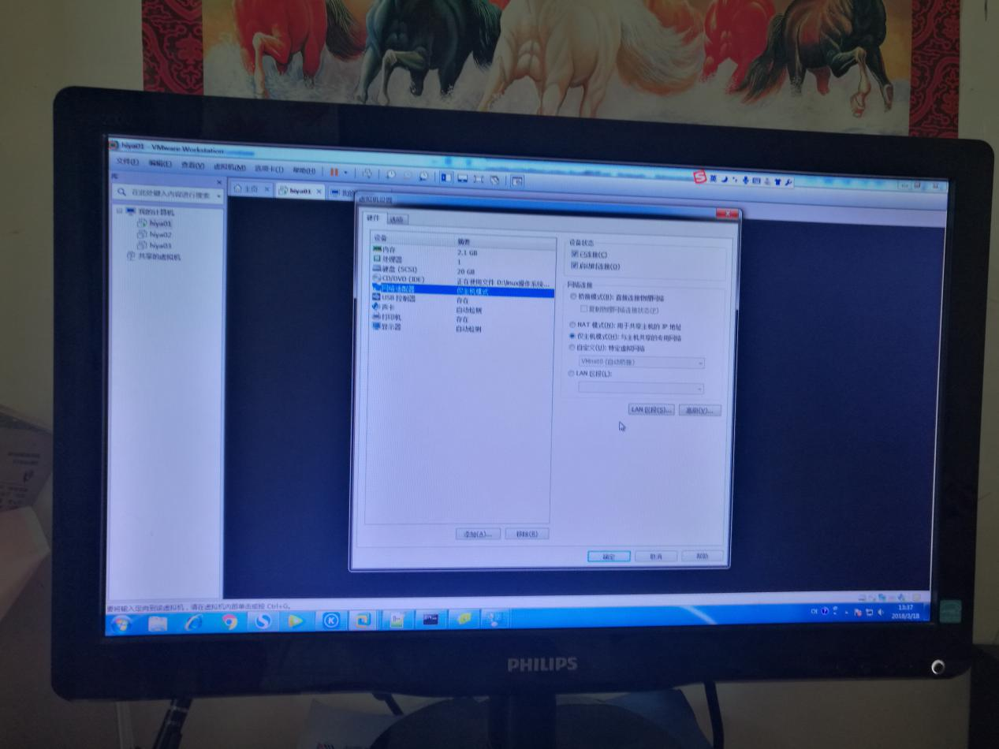 hiya01 - VMware Workstation
文件(F) 编辑(E) 查看(V) 虚拟机(M) 选项卡(T) 帮助(H)
英
库
在此处键入内容进行搜索
主页
hiya01
我的
我的计算机
hiya01
hiya02
hiya03
共享的虚拟机
虚拟机设置
硬件 选项
设备 摘要
内存 2.1 GB
处理器 1
硬盘 (SCSI) 20 GB
CD/DVD (IDE) 正在使用文件 D:\linux操作系统...
网络适配器 仅主机模式
USB 控制器 存在
声卡 自动检测
打印机 存在
显示器 自动检测
设备状态
已连接(C)
启动时连接(O)
网络连接
桥接模式(B): 直接连接物理网络
复制物理网络连接状态(P)
NAT 模式(N): 用于共享主机的 IP 地址
仅主机模式(H): 与主机共享的专用网络
自定义(U): 特定虚拟网络
VMnet0 (自动桥接)
LAN 区段(L):
LAN 区段(S)... 高级(V)...
添加(A)... 移除(R)
确定 取消 帮助
要将输入定向到该虚拟机，请在虚拟机内部单击或按 Ctrl+G。
CH
13:37
2018/3/18
PHILIPS